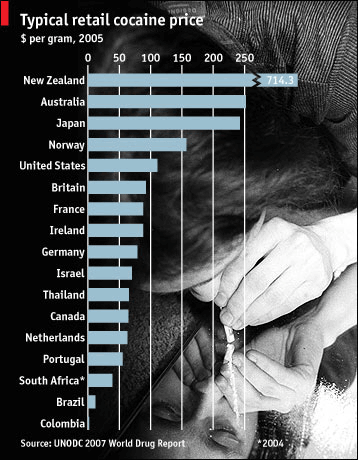 Typical retail cocaine price
$ per gram, 2005
0 50 100 150 200 250
New Zealand 714.3
Australia
Japan
Norway
United States
Britain
France
Ireland
Germany
Israel
Thailand
Canada
Netherlands
Portugal
South Africa*
Brazil
Colombia
Source: UNODC 2007 World Drug Report *2004